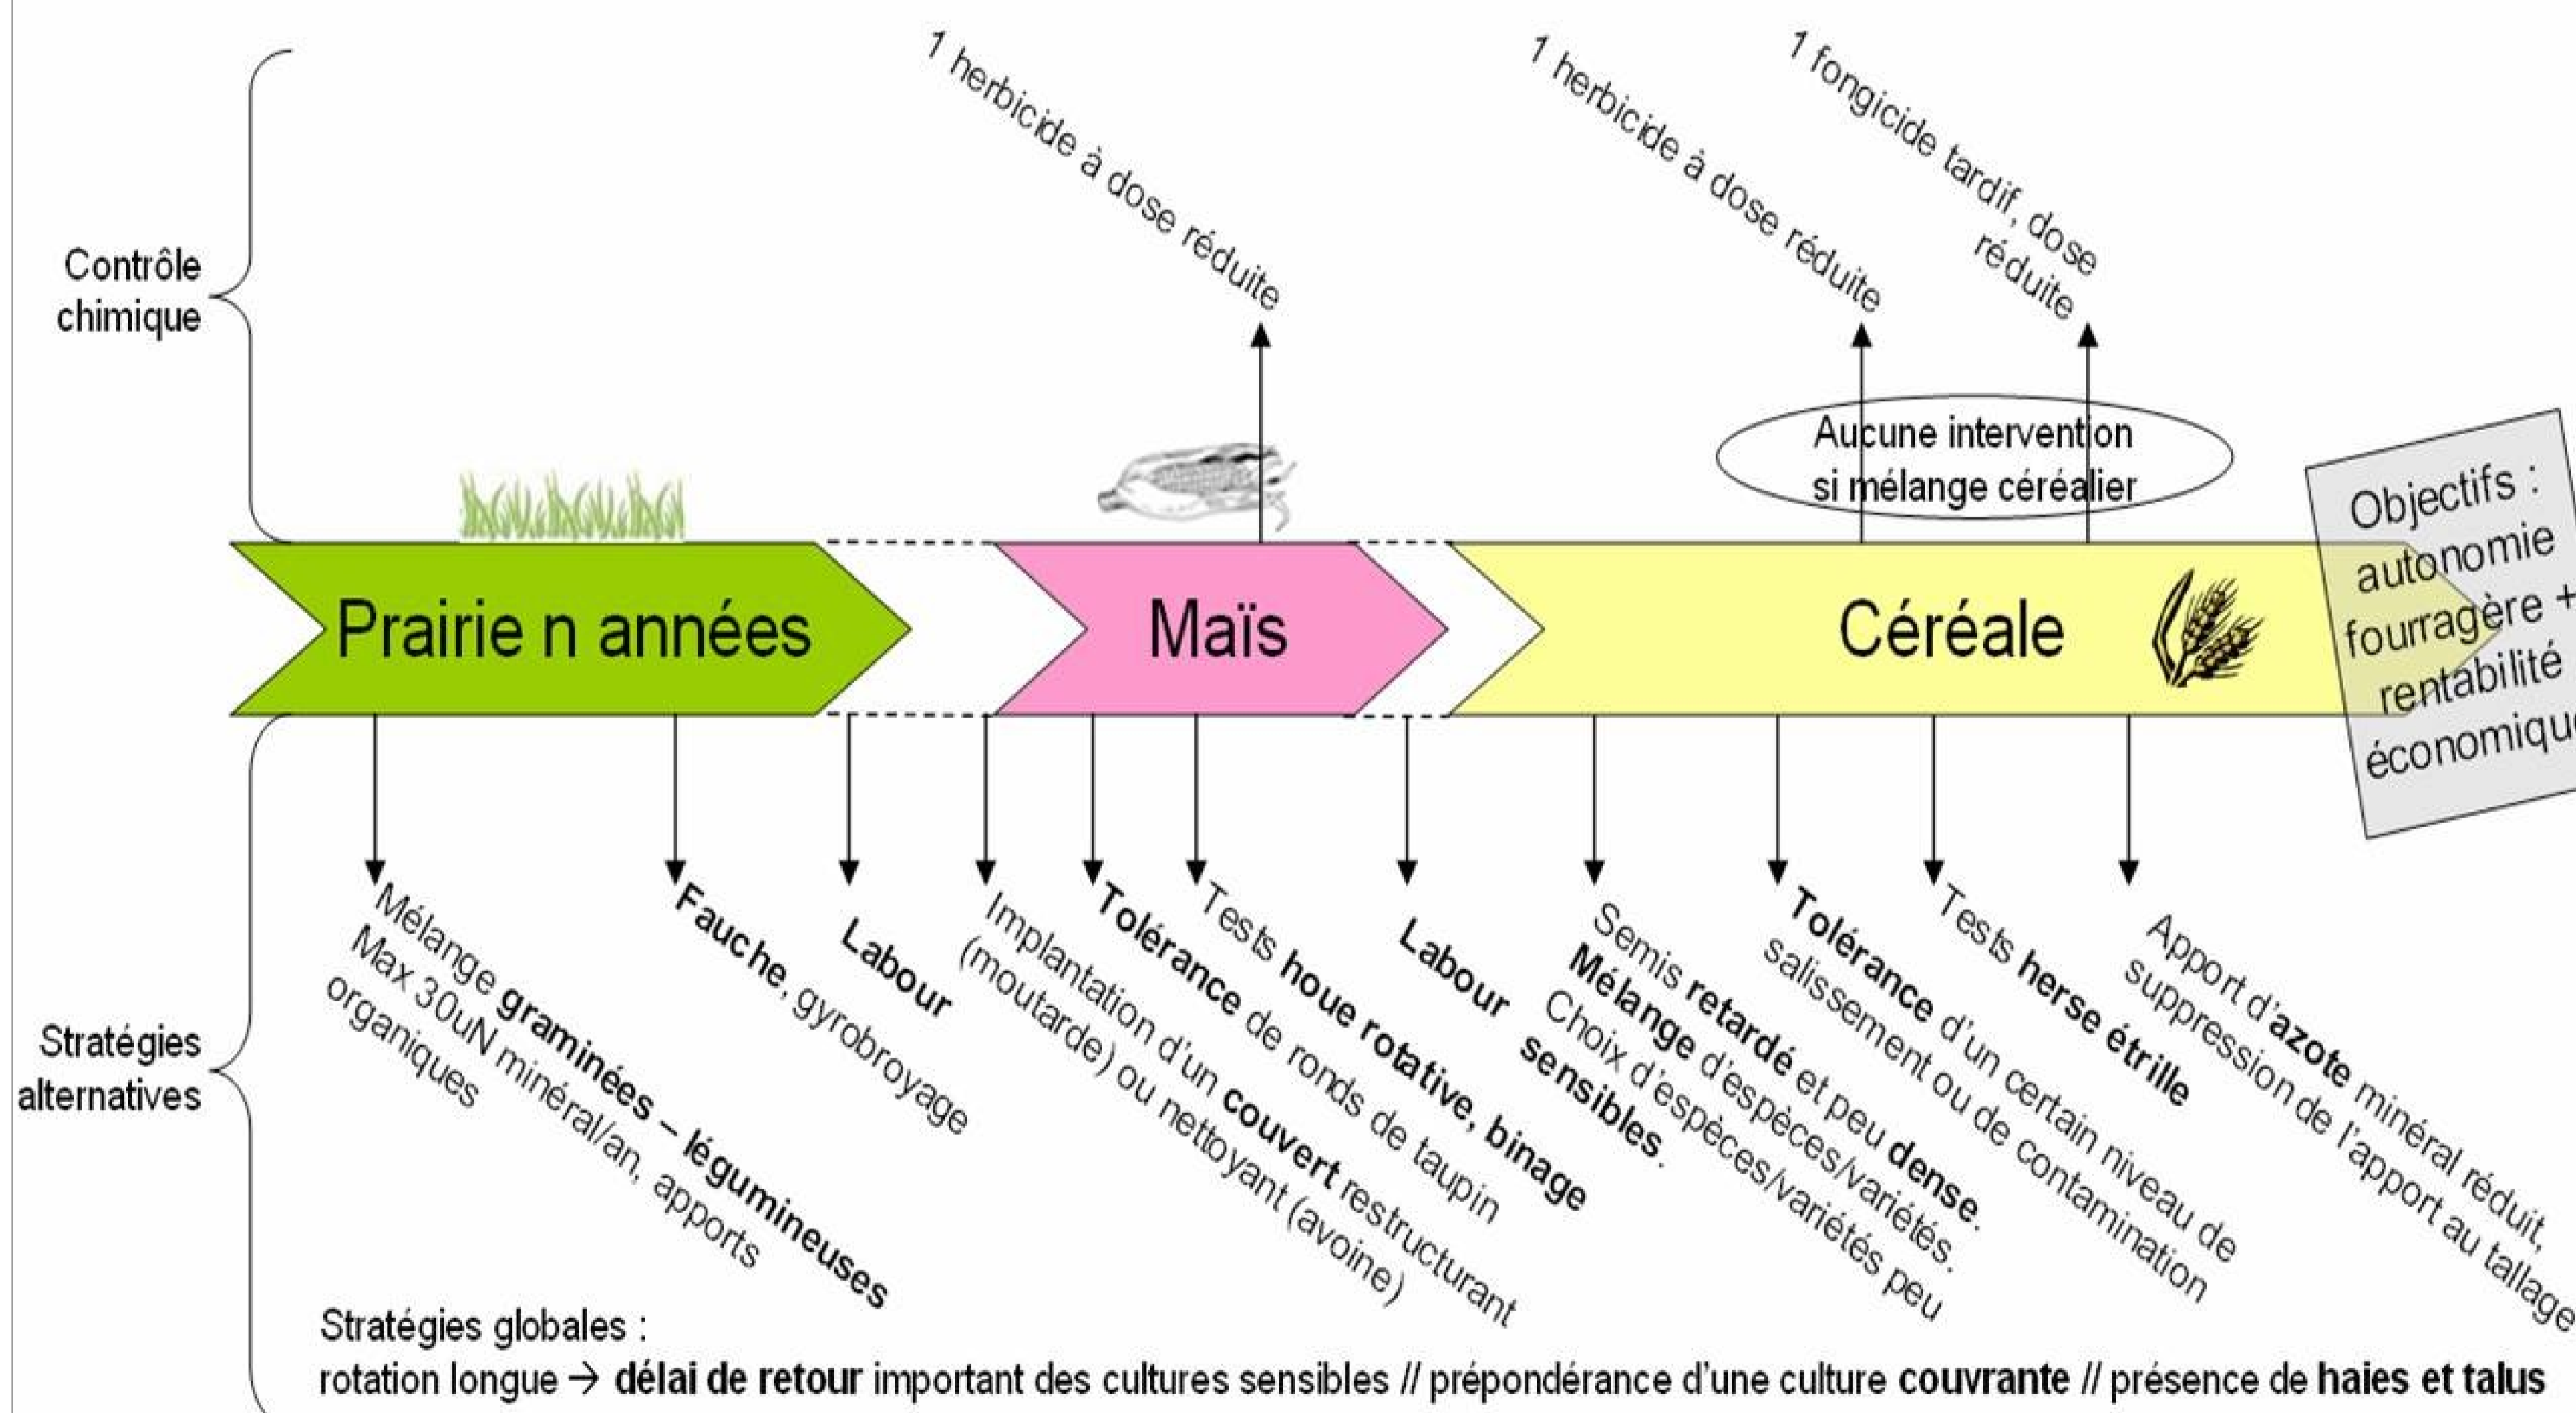 1 herbicide à dose réduite
1 herbicide à dose réduite
1 fongicide tardif, dose
réduite
Contrôle
chimique
Aucune intervention
si mélange céréalier
Prairie n années
Maïs
Céréale
Objectifs :
autonomie
fourragère +
rentabilité
Stratégies
alternatives
Mélange graminées – légumineuses
Max 30uN minéral/an, apports
organiques
Fauche, gyrobroyage
Labour
Implantation d'un couvert restructurant
(moutarde) ou nettoyant (avoine)
Tolérance de ronds de taupin
Tests houe rotative, binage
Labour
Semis retardé et peu dense.
Mélange d'espèces/variétés.
Choix d'espèces/variétés peu
sensibles.
Tolérance d'un certain niveau de
salissement ou de contamination
Tests herse étrille
Apport d'azote minéral réduit,
suppression de l'apport au tallage
Stratégies globales :
rotation longue → délai de retour important des cultures sensibles // prépondérance d'une culture couvrante // présence de haies et talus